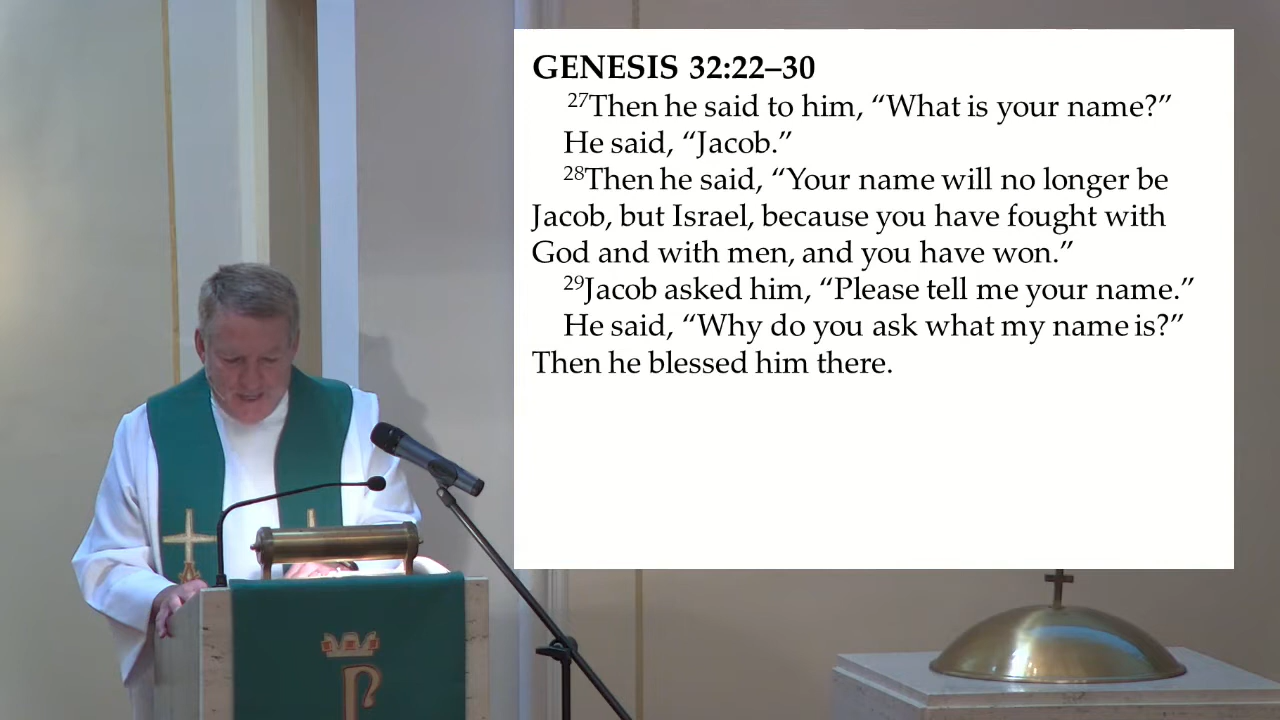 GENESIS 32:22–30
²⁷Then he said to him, “What is your name?”
He said, “Jacob.”
²⁸Then he said, “Your name will no longer be
Jacob, but Israel, because you have fought with
God and with men, and you have won.”
²⁹Jacob asked him, “Please tell me your name.”
He said, “Why do you ask what my name is?”
Then he blessed him there.